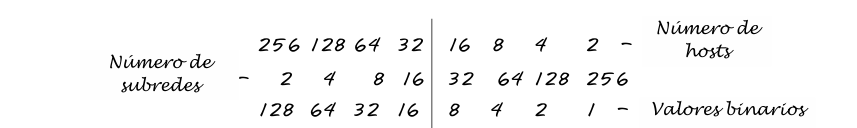 256 128 64 32 16 8 4 2 - Número de hosts
Número de subredes - 2 4 8 16 32 64 128 256
128 64 32 16 8 4 2 1 - Valores binarios